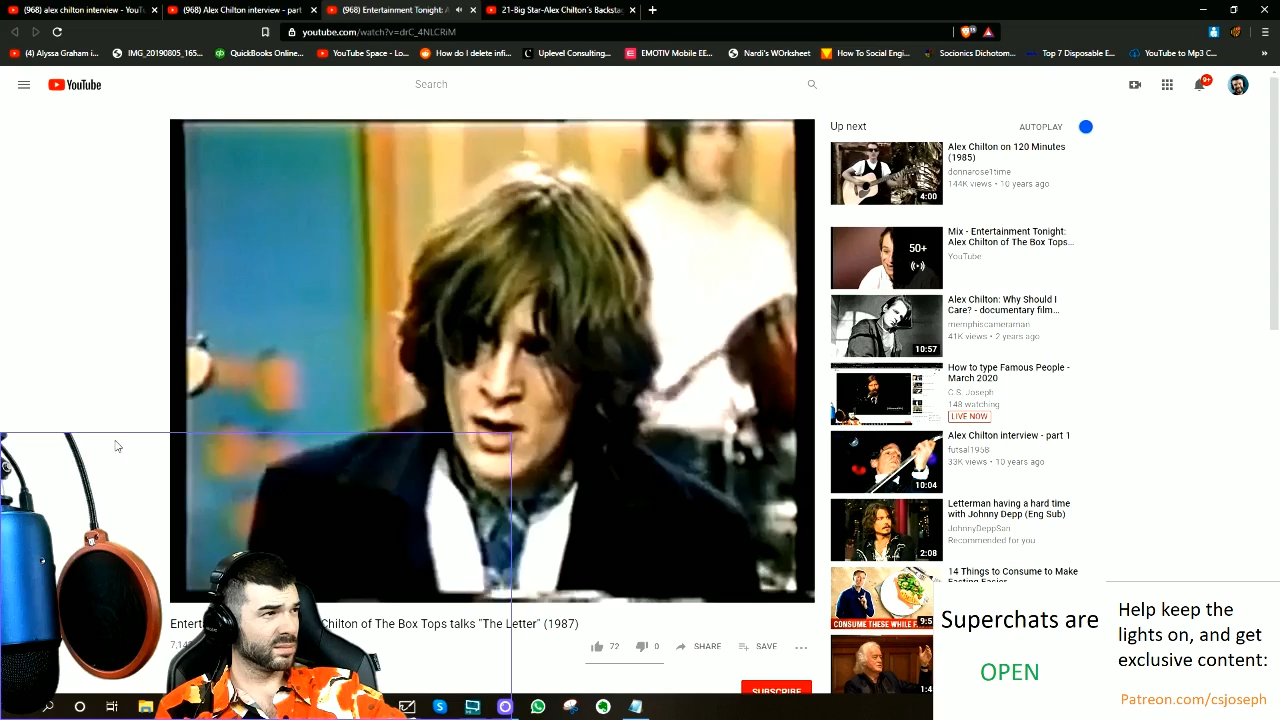 (968) alex chilton interview - YouT
(968) Alex Chilton interview - part
(968) Entertainment Tonight: A
21-Big Star-Alex Chilton's Backstag
youtube.com/watch?v=drC_4NLCRiM
(4) Alyssa Graham i...
IMG_20190805_165...
QuickBooks Online...
YouTube Space - Lo...
How do I delete infi...
Uplevel Consulting...
EMOTIV Mobile EE...
Nardi's WOrksheet
How To Social Engi...
Socionics Dichotom...
Top 7 Disposable E...
YouTube to Mp3 C...
YouTube
Search
9+
Up next
AUTOPLAY
Alex Chilton on 120 Minutes
(1985)
donnarose1time
144K views • 10 years ago
4:00
Mix - Entertainment Tonight:
Alex Chilton of The Box Tops...
YouTube
50+
Alex Chilton: Why Should I
Care? - documentary film...
memphiscameraman
41K views • 2 years ago
10:57
How to type Famous People -
March 2020
C.S. Joseph
148 watching
LIVE NOW
Alex Chilton interview - part 1
futsal1958
33K views • 10 years ago
10:04
Letterman having a hard time
with Johnny Depp (Eng Sub)
JohnnyDeppSan
Recommended for you
2:08
14 Things to Consume to Make
Fasting Easier
CONSUME THESE WHILE F
9:5
1:4
Entert
Chilton of The Box Tops talks "The Letter" (1987)
72
0
SHARE
SAVE
SUBSCRIBE
Superchats are
OPEN
Help keep the
lights on, and get
exclusive content:
Patreon.com/csjoseph